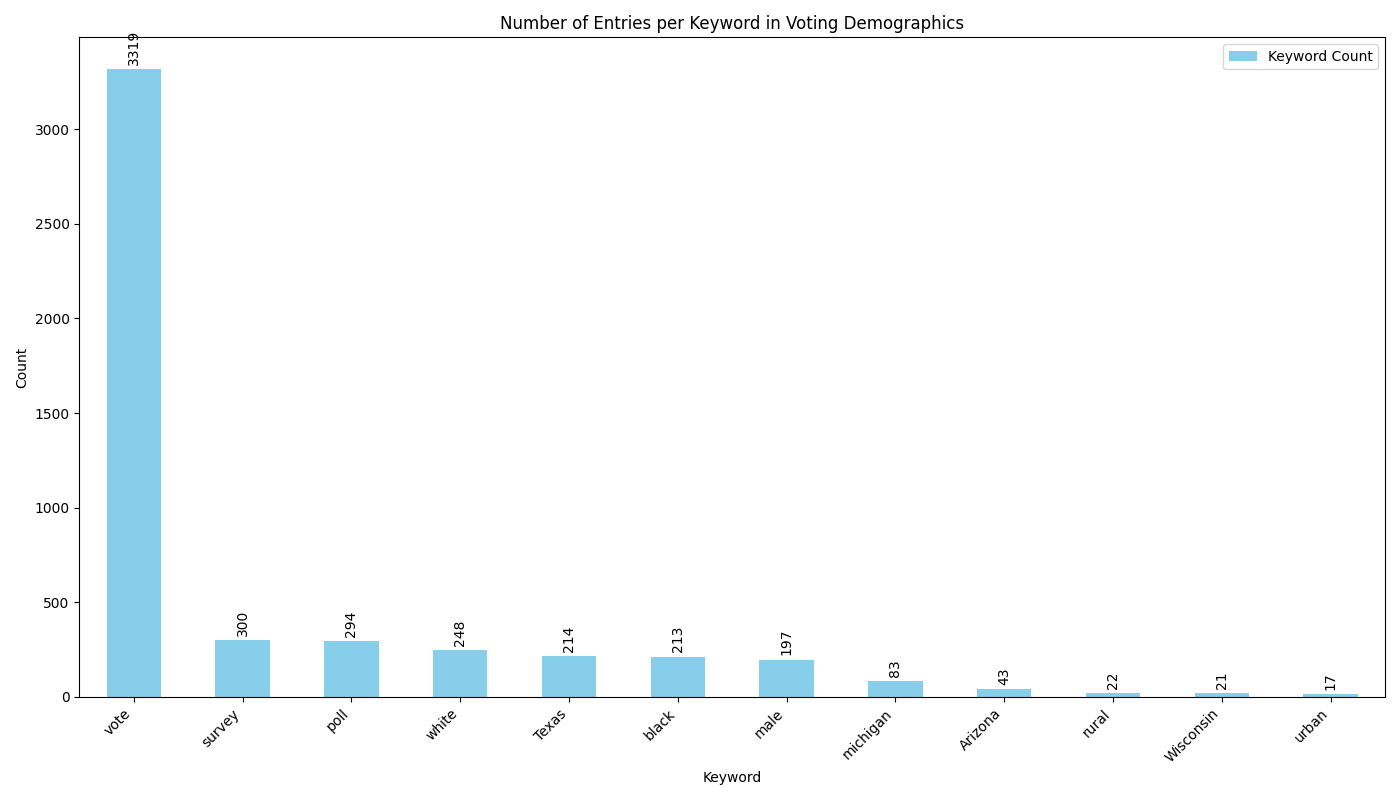 Number of Entries per Keyword in Voting Demographics
Keyword Count
3319
300
294
248
214
213
197
83
43
22
21
17
3000
2500
2000
1500
1000
500
0
Count
vote
survey
poll
white
Texas
black
male
michigan
Arizona
rural
Wisconsin
urban
Keyword